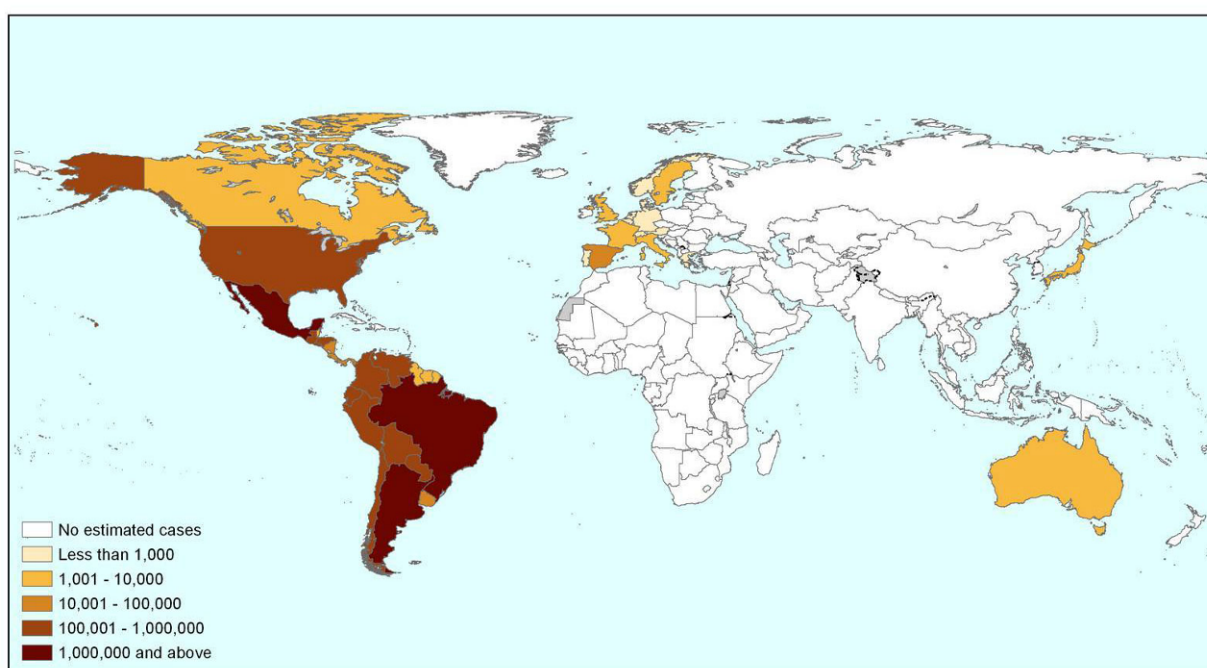 No estimated cases
Less than 1,000
1,001 - 10,000
10,001 - 100,000
100,001 - 1,000,000
1,000,000 and above